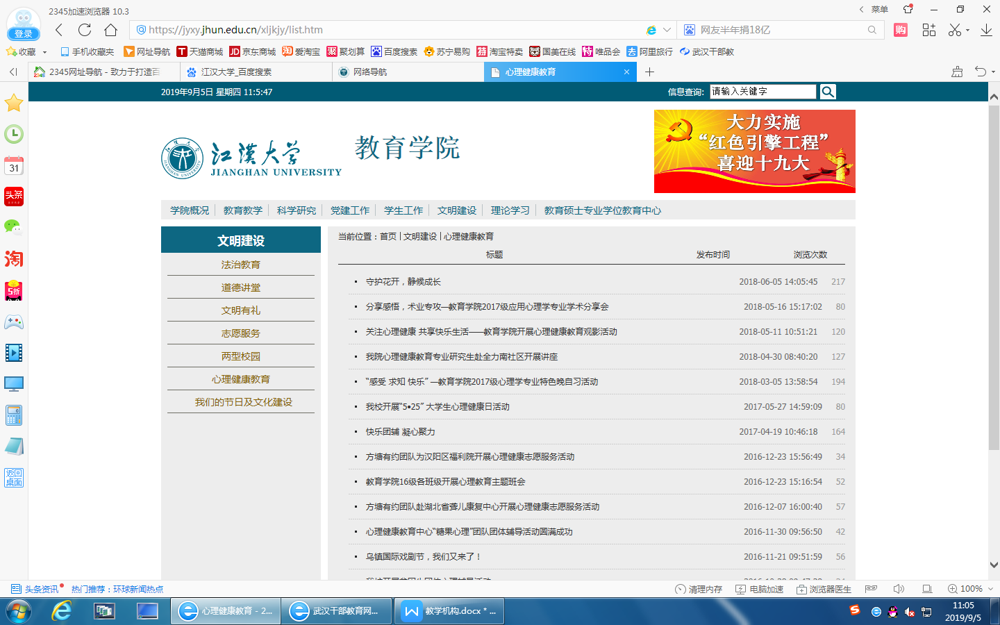 2345加速浏览器 10.3
菜单
登录
https://jyxy.jhun.edu.cn/xljkjy/list.htm
网友半年捐18亿
购
收藏 手机收藏夹 网址导航 天猫商城 京东商城 爱淘宝 聚划算 百度搜索 苏宁易购 淘宝特卖 国美在线 唯品会 阿里旅行 武汉干部教
2345网址导航 - 致力于打造百 江汉大学_百度搜索 网络导航 心理健康教育
2019年9月5日 星期四 11:5:47
信息查询: 请输入关键字
31
头条
淘
5折
返回
桌面
江汉大学
JIANGHAN UNIVERSITY
教育学院
大力实施
“红色引擎工程”
喜迎十九大
学院概况 教育教学 科学研究 党建工作 学生工作 文明建设 理论学习 教育硕士专业学位教育中心
文明建设
法治教育
道德讲堂
文明有礼
志愿服务
两型校园
心理健康教育
我们的节日及文化建设
当前位置：首页 | 文明建设 | 心理健康教育
标题 发布时间 浏览次数
守护花开，静候成长 2018-06-05 14:05:45 217
分享感悟，术业专攻—教育学院2017级应用心理学专业学术分享会 2018-05-16 15:17:02 80
关注心理健康 共享快乐生活——教育学院开展心理健康教育观影活动 2018-05-11 10:51:21 120
我院心理健康教育专业研究生赴全力南社区开展讲座 2018-04-30 08:40:20 127
“感受 求知 快乐” —教育学院2017级心理学专业特色晚自习活动 2018-03-05 13:58:54 194
我校开展“5•25” 大学生心理健康日活动 2017-05-27 14:59:09 80
快乐团辅 凝心聚力 2017-04-19 10:46:18 164
方塘有约团队为汉阳区福利院开展心理健康志愿服务活动 2016-12-23 15:56:49 34
教育学院16级各班级开展心理教育主题班会 2016-12-23 15:16:54 52
方塘有约团队赴湖北省聋儿康复中心开展心理健康志愿服务活动 2016-12-07 16:00:40 57
心理健康教育中心“糖果心理”团队团体辅导活动圆满成功 2016-11-30 09:56:50 42
乌镇国际戏剧节，我们又来了！ 2016-11-21 09:51:59 56
头条资讯 热门推荐：环球新闻热点
清理内存 电脑加速 浏览器医生 100%
心理健康教育 - 2... 武汉干部教育网... 教学机构.docx * ...
11:05
2019/9/5